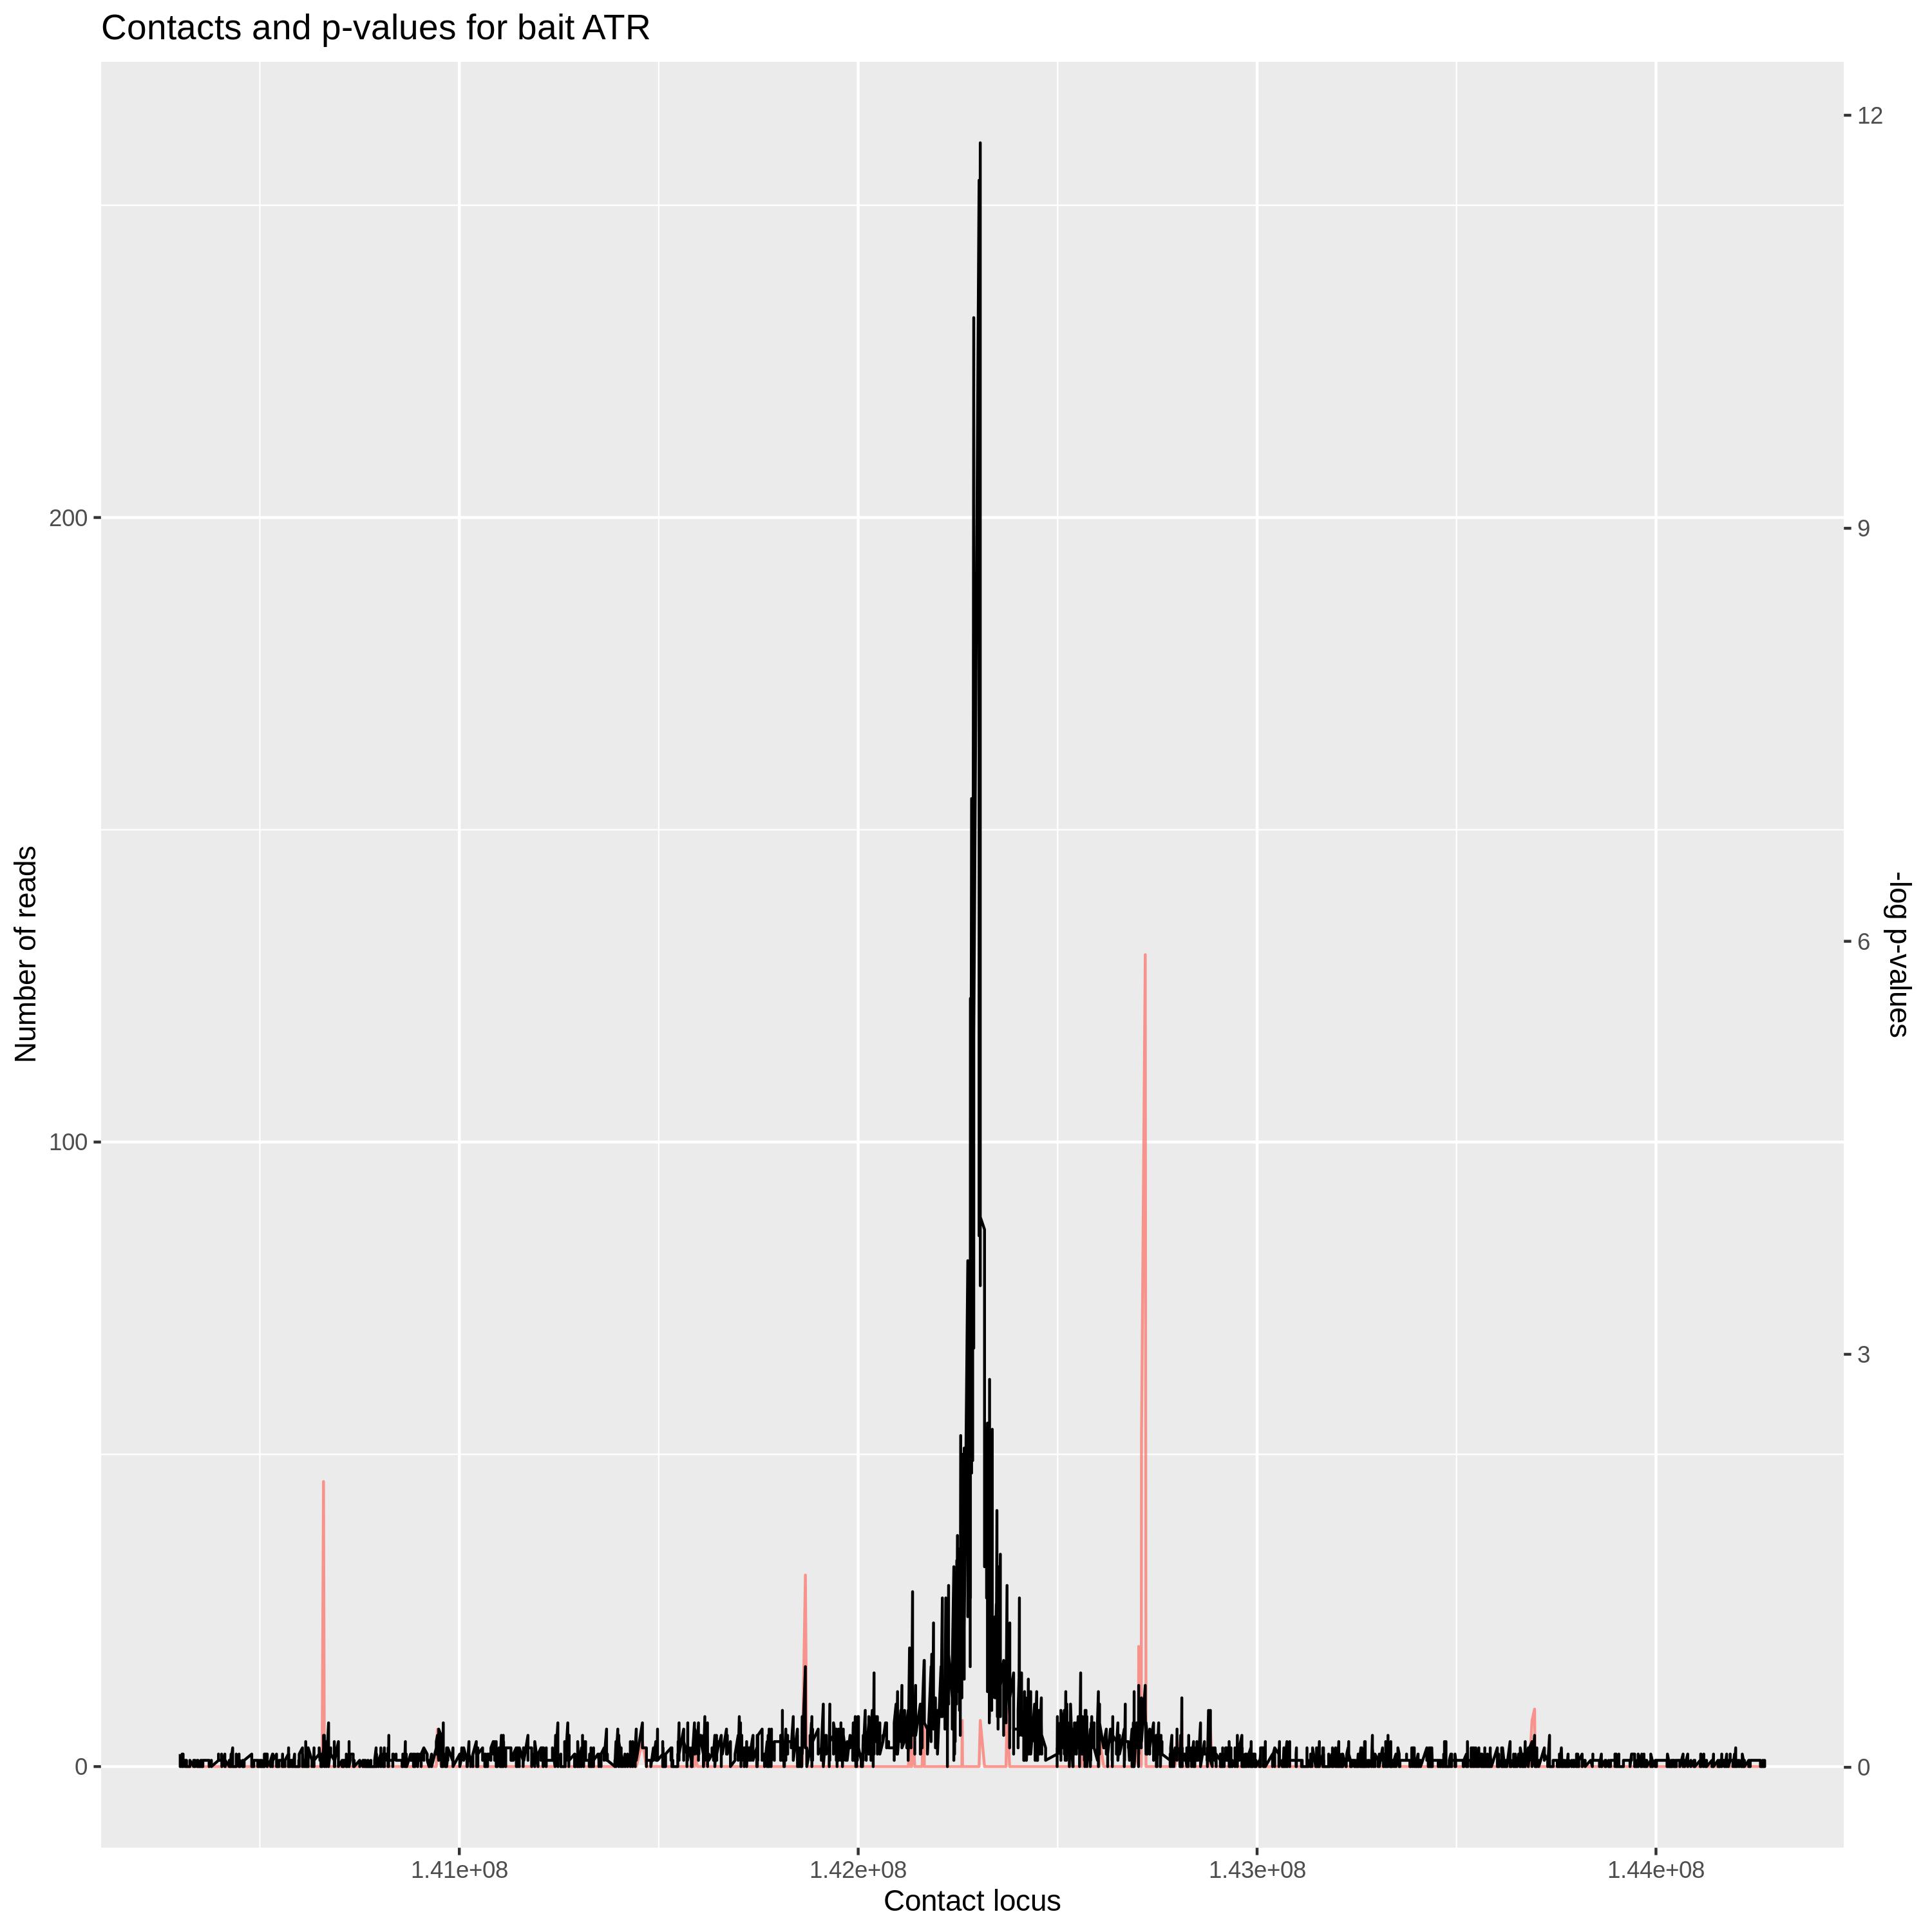 Contacts and p-values for bait ATR
12
200
9
Number of reads
-log p-values
6
100
3
0
0
1.41e+08
1.42e+08
1.43e+08
1.44e+08
Contact locus